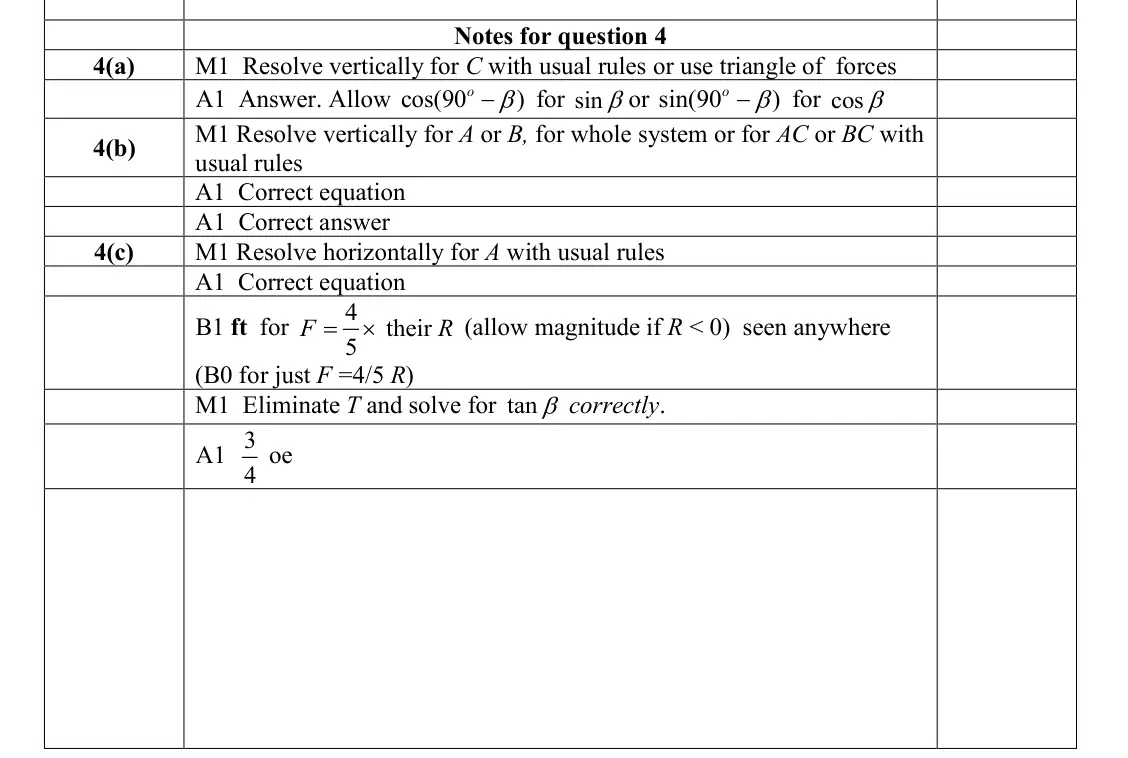 Notes for question 4
4(a) M1 Resolve vertically for C with usual rules or use triangle of forces
A1 Answer. Allow cos(90° − β) for sin β or sin(90° − β) for cos β
4(b) M1 Resolve vertically for A or B, for whole system or for AC or BC with
usual rules
A1 Correct equation
A1 Correct answer
4(c) M1 Resolve horizontally for A with usual rules
A1 Correct equation
B1 ft for F = 4/5 × their R (allow magnitude if R < 0) seen anywhere
(B0 for just F =4/5 R)
M1 Eliminate T and solve for tan β correctly.
A1 3/4 oe